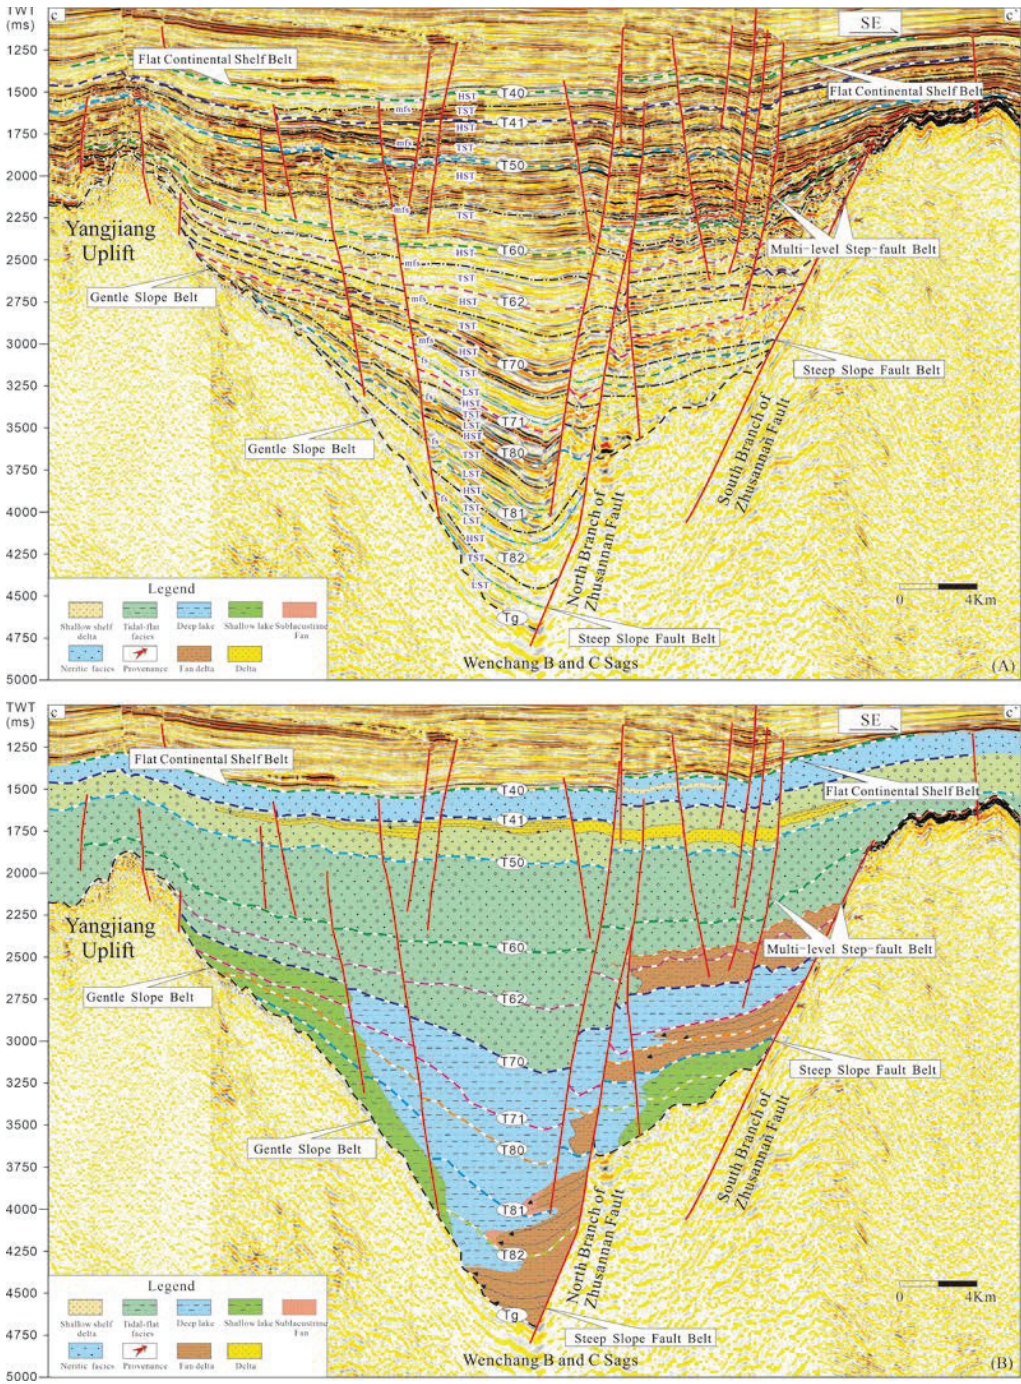 TWT
(ms)
c
SE
c`
1250
Flat Continental Shelf Belt
Flat Continental Shelf Belt
1500
HST
T40
mfs
TST
T41
HST
1750
mfs
TST
T50
2000
HST
mfs
TST
2250
Yangjiang
Uplift
HST
T60
Multi-level Step-fault
Belt
2500
mfs
TST
Gentle Slope Belt
2750
mfs
HST
T62
TST
3000
mfs
HST
T70
Steep Slope
Fault Belt
TST
3250
fs
LST
HST
TST
T71
3500
fs
LST
HST
Gentle Slope Belt
T80
TST
3750
fs
LST
HST
South Branch of
Zhusannan Fault
4000
fs
TST
T81
LST
HST
4250
TST
T82
North Branch of
Zhusannan Fault
LST
4500
Tg
0 4Km
4750
Steep Slope Fault Belt
Wenchang B and C Sags
(A)
5000
Legend
Shallow shelf
delta
Tidal-flat
facies
Deep lake
Shallow lake
Sublacustrine
Fan
Neritic facies
Provenance
Fan delta
Delta
TWT
(ms)
c
SE
c`
1250
Flat Continental Shelf Belt
Flat Continental
Shelf Belt
1500
T40
T41
1750
T50
2000
2250
Yangjiang
Uplift
T60
Multi-level Step-fault
Belt
2500
Gentle Slope Belt
2750
T62
3000
T70
Steep Slope
Fault Belt
3250
T71
3500
Gentle Slope Belt
T80
3750
South Branch of
Zhusannan Fault
4000
T81
4250
T82
North Branch of
Zhusannan Fault
4500
Tg
0 4Km
4750
Steep Slope Fault Belt
Wenchang B and C Sags
(B)
5000
Legend
Shallow shelf
delta
Tidal-flat
facies
Deep lake
Shallow lake
Sublacustrine
Fan
Neritic facies
Provenance
Fan delta
Delta